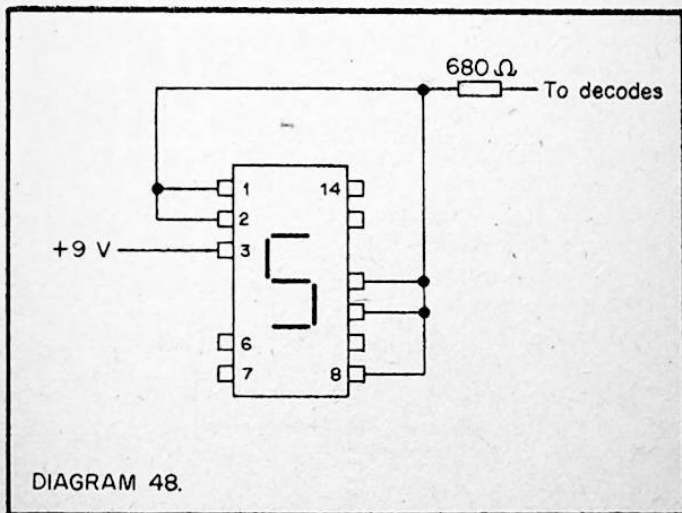 680 Ω
To decodes
1 14
2
+9 V 3
6
7 8
DIAGRAM 48.